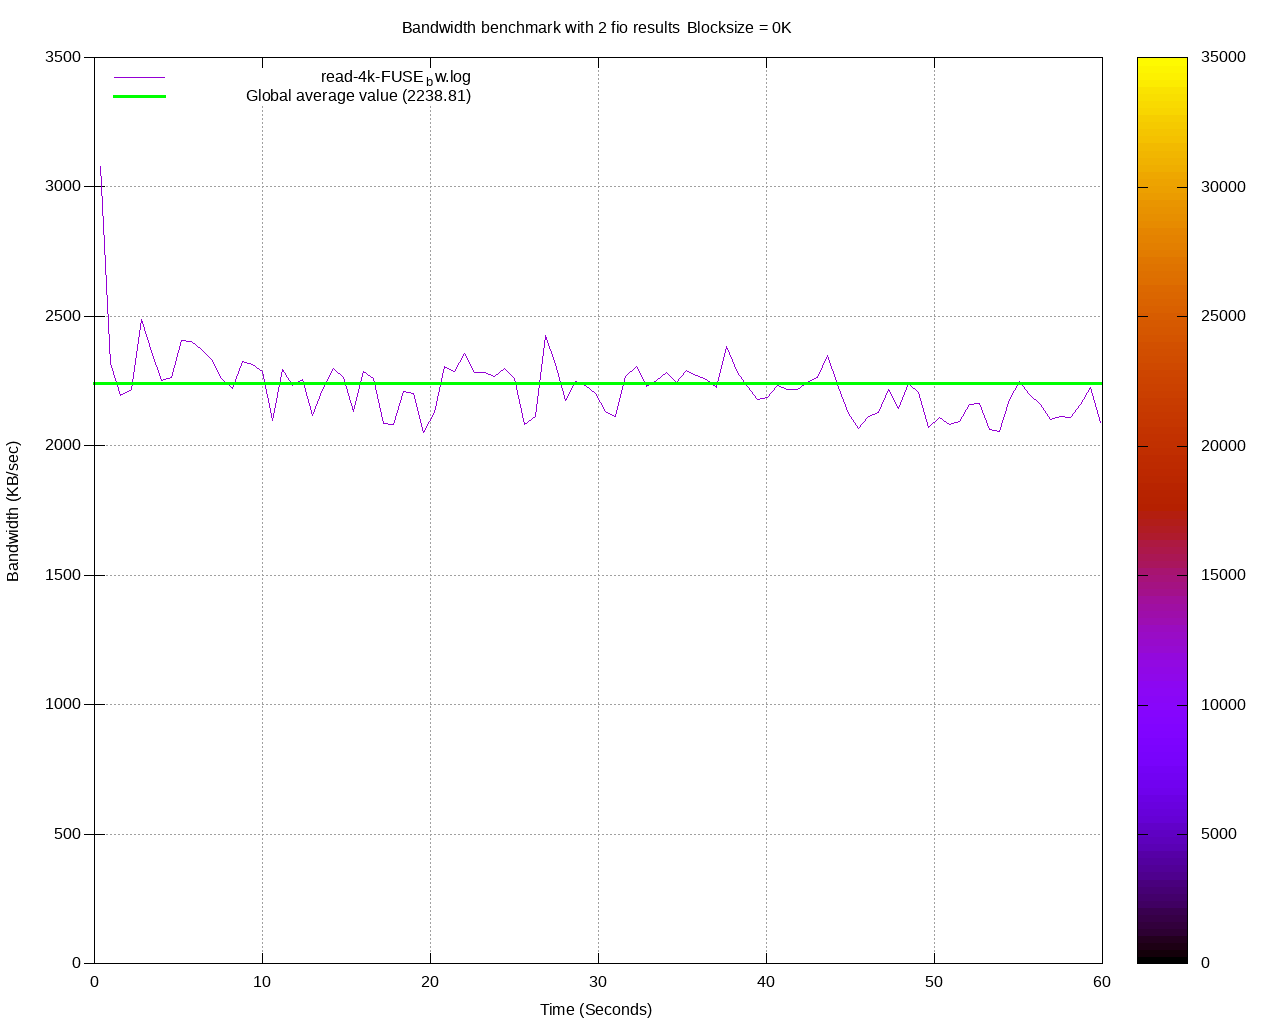 Bandwidth benchmark with 2 fio results Blocksize = 0K
read-4k-FUSE_bw.log
Global average value (2238.81)
3500
3000
2500
2000
1500
1000
500
0
Bandwidth (KB/sec)
0 10 20 30 40 50 60
Time (Seconds)
35000
30000
25000
20000
15000
10000
5000
0